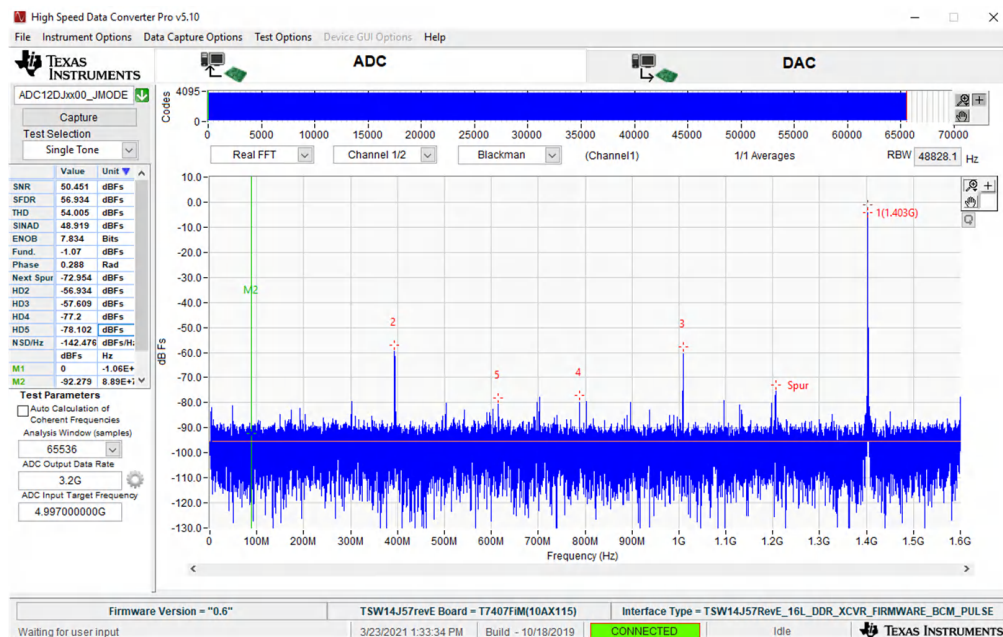 High Speed Data Converter Pro v5.10
File Instrument Options Data Capture Options Test Options Device GUI Options Help
TEXAS INSTRUMENTS
ADC DAC
ADC12DJxx00_JMODE
Capture
Test Selection
Single Tone
Value Unit
SNR 50.451 dBFs
SFDR 56.934 dBFs
THD 54.005 dBFs
SINAD 48.919 dBFs
ENOB 7.834 Bits
Fund. -1.07 dBFs
Phase 0.288 Rad
Next Spur -72.954 dBFs
HD2 -56.934 dBFs
HD3 -57.609 dBFs
HD4 -77.2 dBFs
HD5 -78.102 dBFs
NSD/Hz -142.476 dBFs/H
dBFs Hz
M1 0 -1.06E+
M2 -92.279 8.89E+
Test Parameters
Auto Calculation of
Coherent Frequencies
Analysis Window (samples)
65536
ADC Output Data Rate
3.2G
ADC Input Target Frequency
4.997000000G
Codes
4095
0
0 5000 10000 15000 20000 25000 30000 35000 40000 45000 50000 55000 60000 65000 70000
Real FFT Channel 1/2 Blackman (Channel1) 1/1 Averages RBW 48828.1 Hz
dB Fs
10.0
0.0
-10.0
-20.0
-30.0
-40.0
-50.0
-60.0
-70.0
-80.0
-90.0
-100.0
-110.0
-120.0
-130.0
M2
2
5
4
3
Spur
1(1.403G)
0 100M 200M 300M 400M 500M 600M 700M 800M 900M 1G 1.1G 1.2G 1.3G 1.4G 1.5G 1.6G
Frequency (Hz)
Firmware Version = "0.6" TSW14J57revE Board = T7407FiM(10AX115) Interface Type = TSW14J57RevE_16L_DDR_XCVR_FIRMWARE_BCM_PULSE
Waiting for user input 3/23/2021 1:33:34 PM Build - 10/18/2019 CONNECTED Idle TEXAS INSTRUMENTS